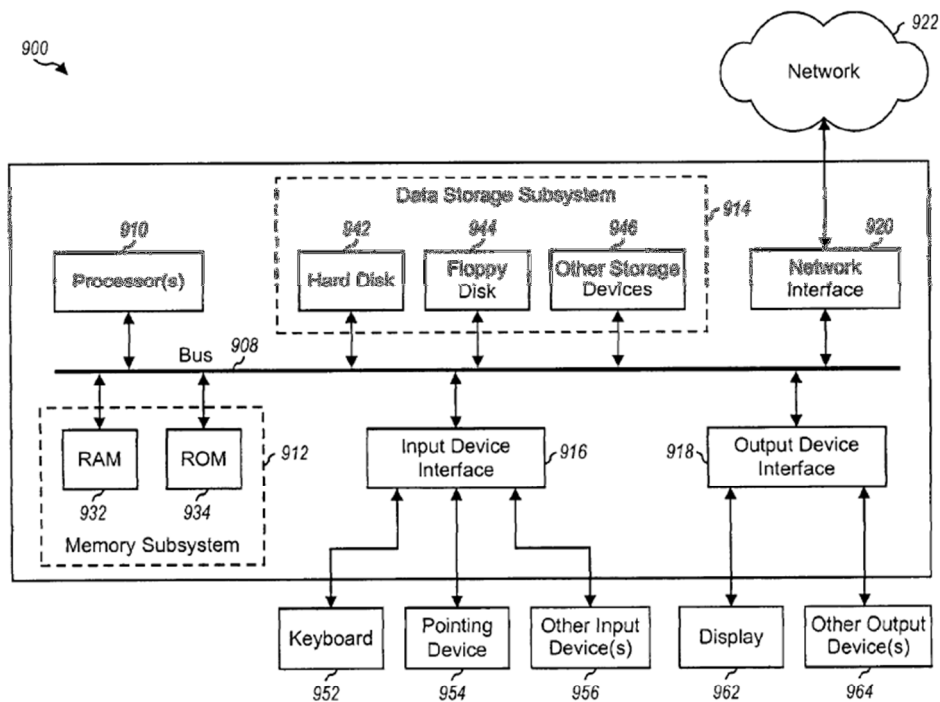 900
922
Network
Data Storage Subsystem
914
910
Processor(s)
942
Hard Disk
944
Floppy
Disk
946
Other Storage
Devices
920
Network
Interface
Bus
908
RAM
932
ROM
934
912
Memory Subsystem
Input Device
Interface
916
918
Output Device
Interface
Keyboard
952
Pointing
Device
954
Other Input
Device(s)
956
Display
962
Other Output
Device(s)
964